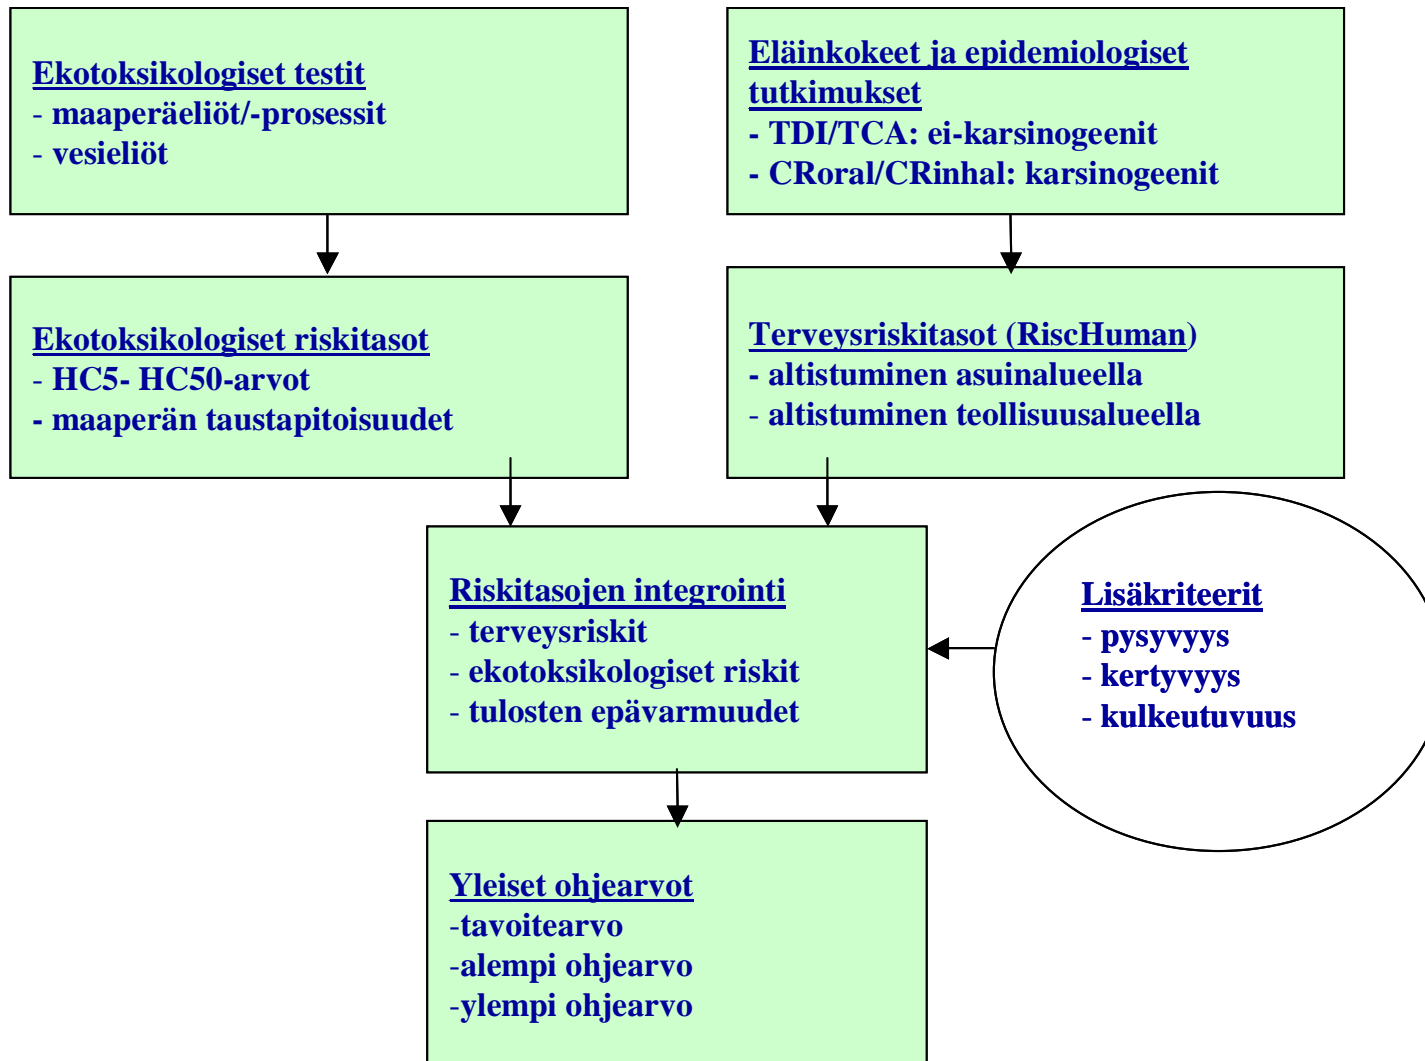 Ekotoksikologiset testit
- maaperäeliöt/-prosessit
- vesieliöt
Eläinkokeet ja epidemiologiset
tutkimukset
- TDI/TCA: ei-karsinogeenit
- CRoral/CRinhal: karsinogeenit
Ekotoksikologiset riskitasot
- HC5- HC50-arvot
- maaperän taustapitoisuudet
Terveysriskitasot (RiscHuman)
- altistuminen asuinalueella
- altistuminen teollisuusalueella
Riskitasojen integrointi
- terveysriskit
- ekotoksikologiset riskit
- tulosten epävarmuudet
Lisäkriteerit
- pysyvyys
- kertyvyys
- kulkeutuvuus
Yleiset ohjearvot
-tavoitearvo
-alempi ohjearvo
-ylempi ohjearvo